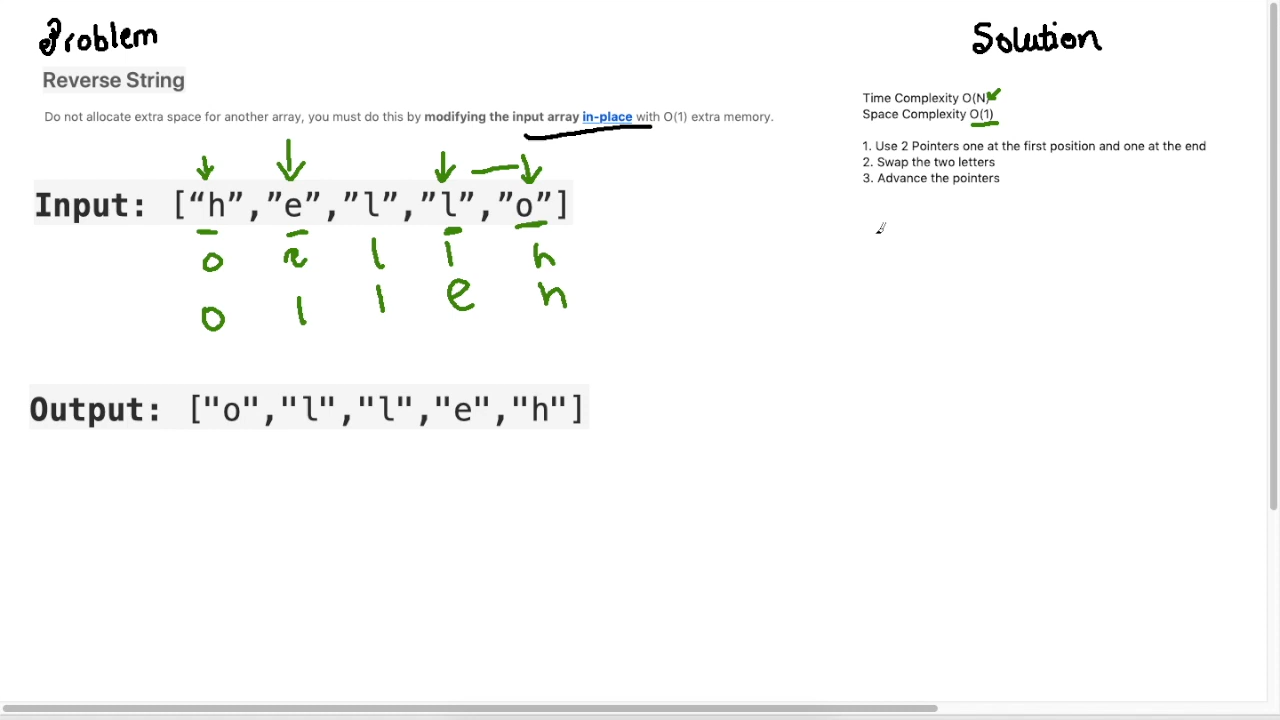 Problem
Solution
Reverse String
Do not allocate extra space for another array, you must do this by modifying the input array in-place with O(1) extra memory.
Time Complexity O(N)
Space Complexity O(1)
1. Use 2 Pointers one at the first position and one at the end
2. Swap the two letters
3. Advance the pointers
Input: [“h”,”e”,”l”,”l”,”o”]
o e l l h
o l l e h
Output: ["o","l","l","e","h"]